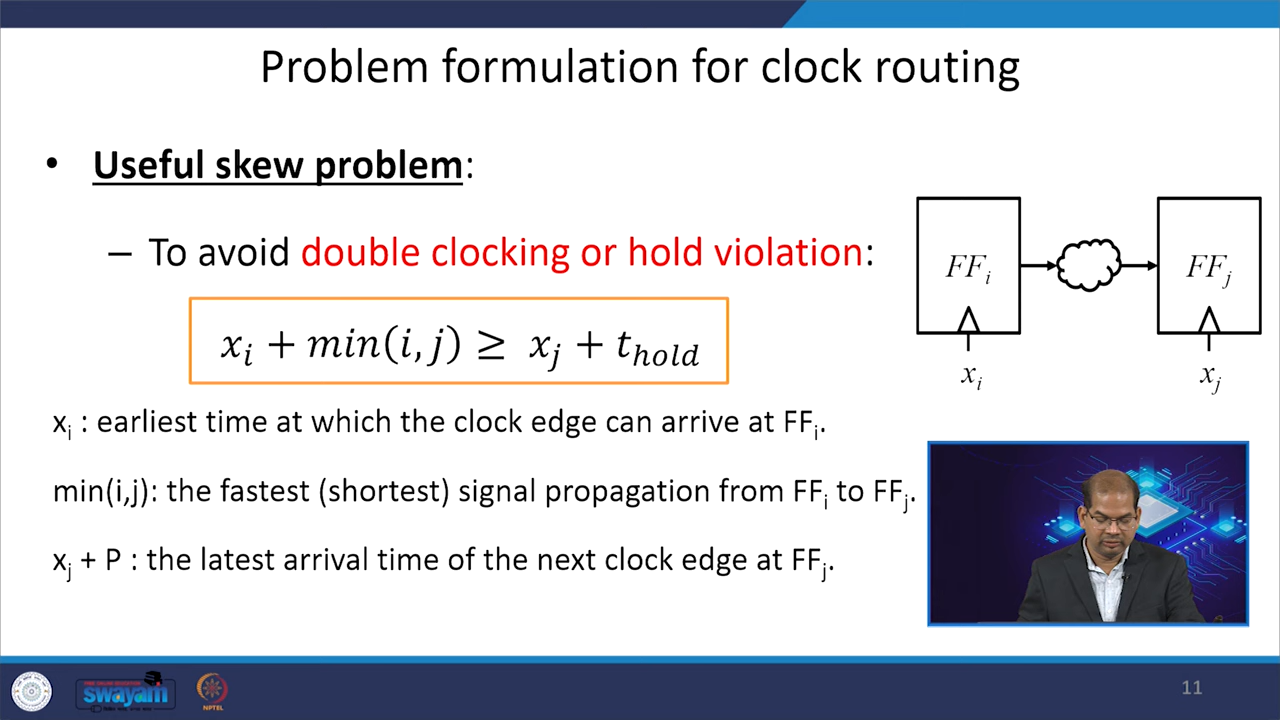 Problem formulation for clock routing
• Useful skew problem:
– To avoid double clocking or hold violation:
xᵢ + min(i, j) ≥ xⱼ + t_hold
FFᵢ
FFⱼ
xᵢ
xⱼ
xᵢ : earliest time at which the clock edge can arrive at FFᵢ.
min(i,j): the fastest (shortest) signal propagation from FFᵢ to FFⱼ.
xⱼ + P : the latest arrival time of the next clock edge at FFⱼ.
swayam
NPTEL
11